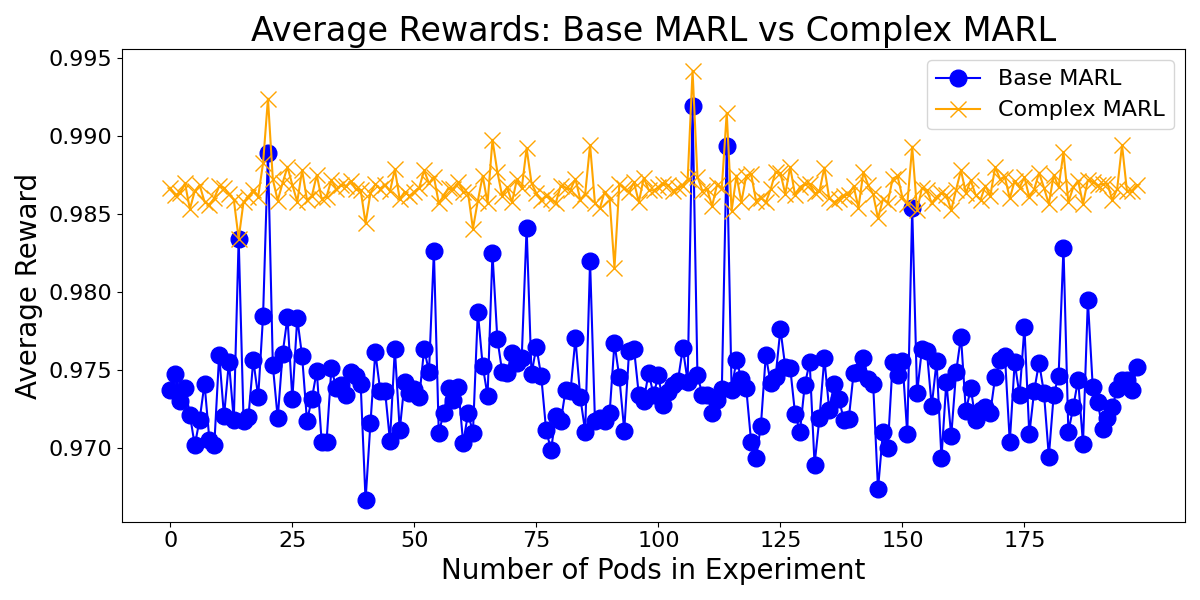 Average Rewards: Base MARL vs Complex MARL
Base MARL
Complex MARL
Average Reward
0.995
0.990
0.985
0.980
0.975
0.970
0 25 50 75 100 125 150 175
Number of Pods in Experiment